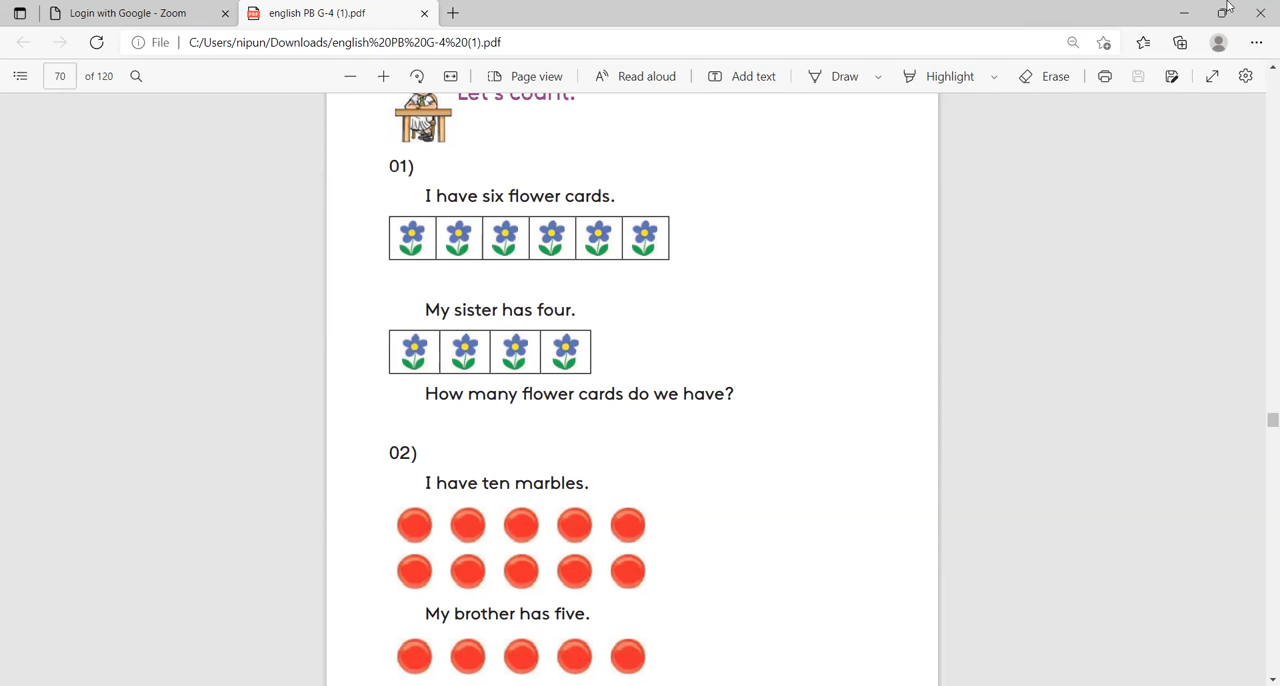 Login with Google - Zoom
english PB G-4 (1).pdf
File | C:/Users/nipun/Downloads/english%20PB%20G-4%20(1).pdf
70 of 120 Page view Read aloud Add text Draw Highlight Erase
Let's count.
01)
I have six flower cards.
My sister has four.
How many flower cards do we have?
02)
I have ten marbles.
My brother has five.